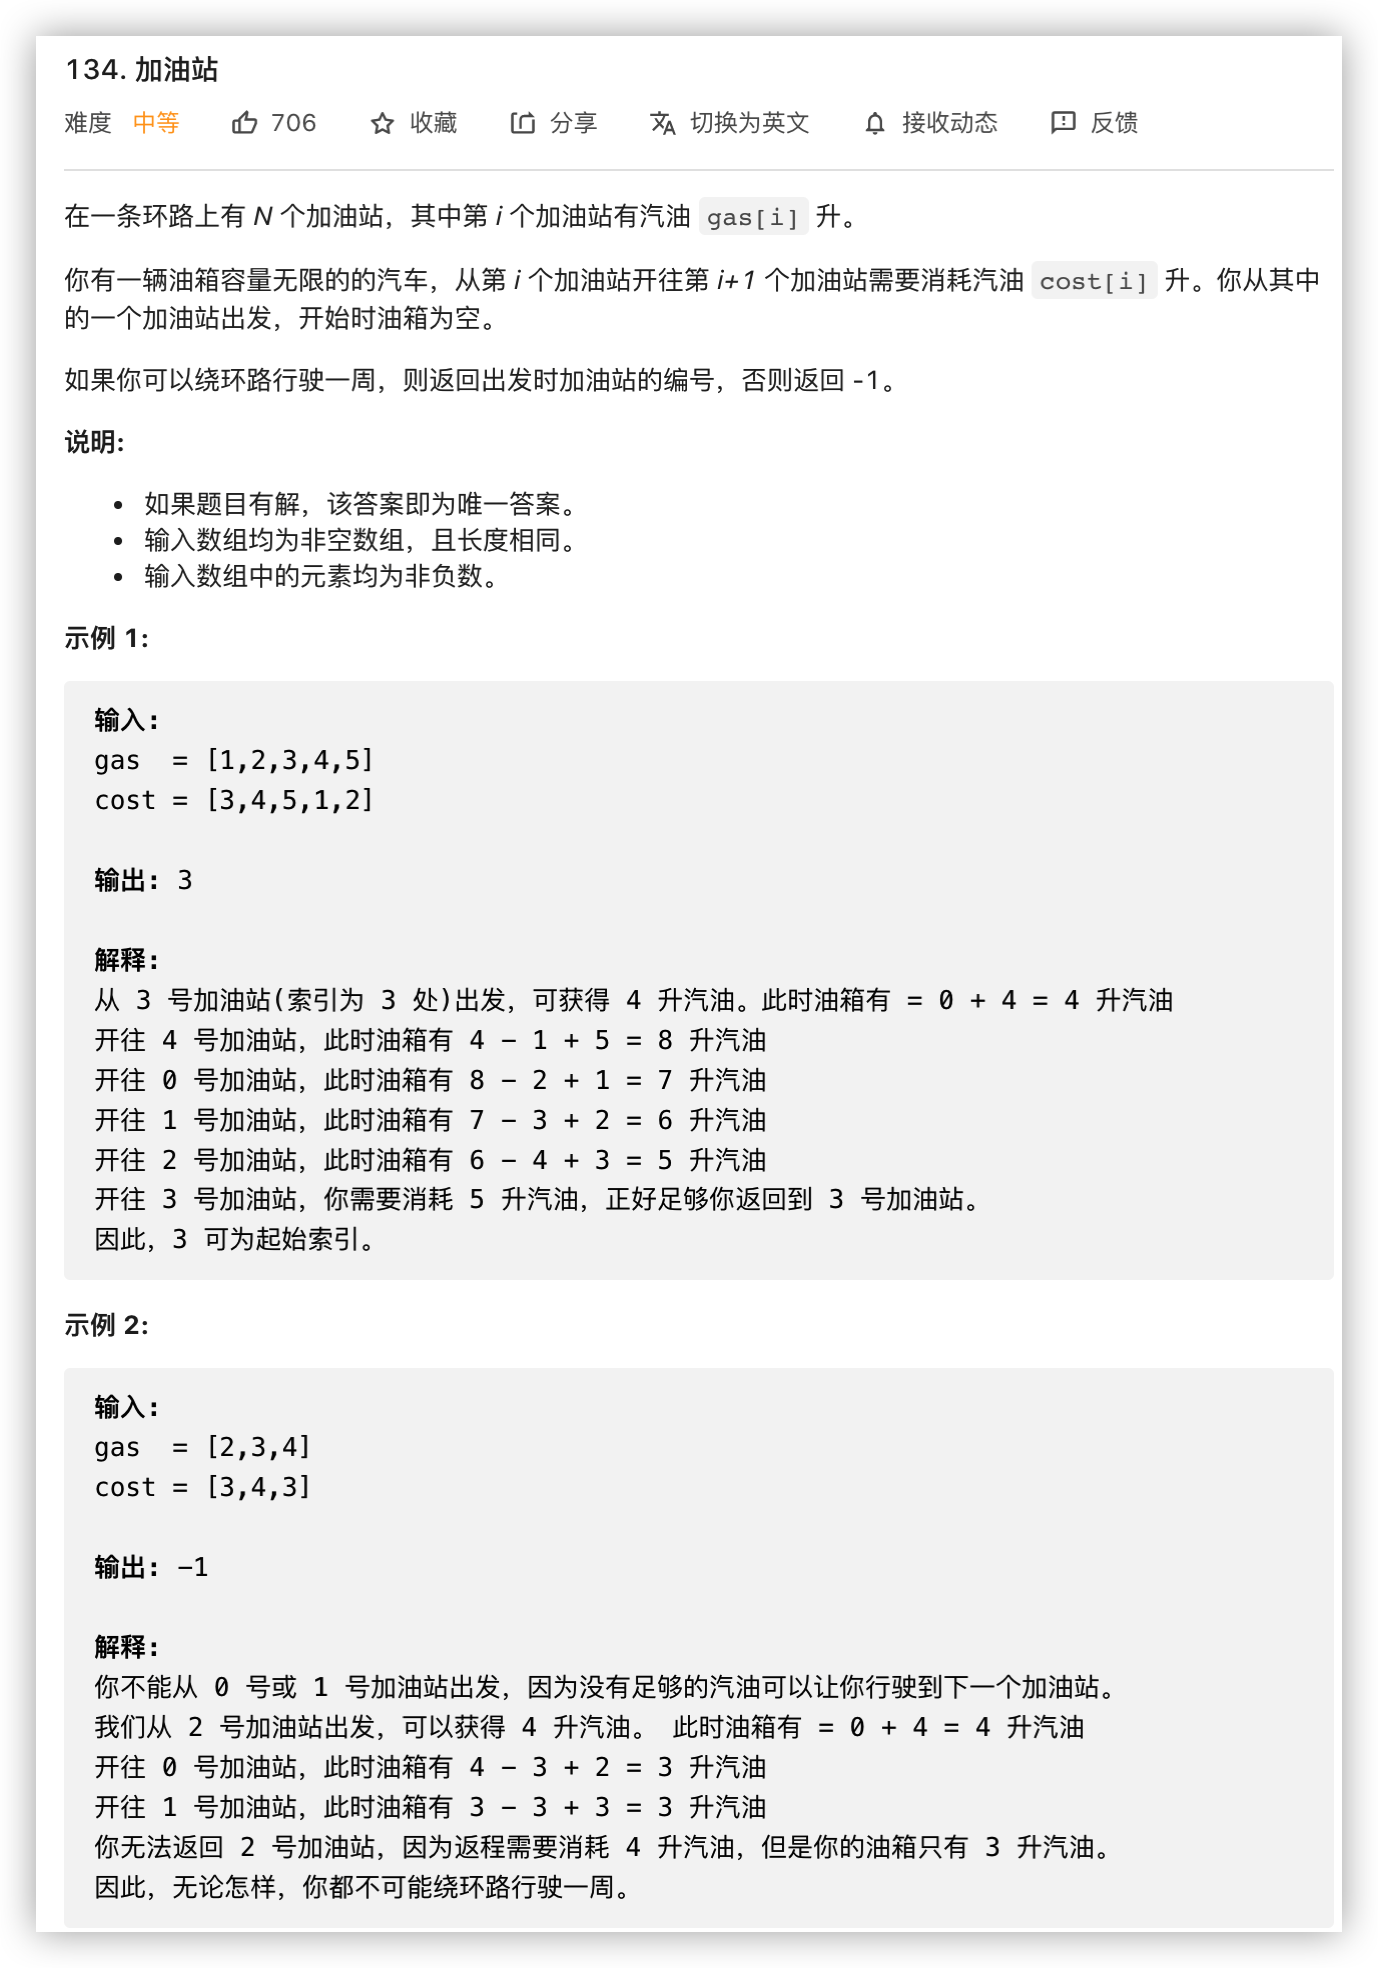 134. 加油站
难度 中等 706 收藏 分享 切换为英文 接收动态 反馈
在一条环路上有 N 个加油站，其中第 i 个加油站有汽油 gas[i] 升。
你有一辆油箱容量无限的的汽车，从第 i 个加油站开往第 i+1 个加油站需要消耗汽油 cost[i] 升。你从其中
的一个加油站出发，开始时油箱为空。
如果你可以绕环路行驶一周，则返回出发时加油站的编号，否则返回 -1。
说明:
• 如果题目有解，该答案即为唯一答案。
• 输入数组均为非空数组，且长度相同。
• 输入数组中的元素均为非负数。
示例 1:
输入:
gas  = [1,2,3,4,5]
cost = [3,4,5,1,2]
输出: 3
解释:
从 3 号加油站(索引为 3 处)出发，可获得 4 升汽油。此时油箱有 = 0 + 4 = 4 升汽油
开往 4 号加油站，此时油箱有 4 - 1 + 5 = 8 升汽油
开往 0 号加油站，此时油箱有 8 - 2 + 1 = 7 升汽油
开往 1 号加油站，此时油箱有 7 - 3 + 2 = 6 升汽油
开往 2 号加油站，此时油箱有 6 - 4 + 3 = 5 升汽油
开往 3 号加油站，你需要消耗 5 升汽油，正好足够你返回到 3 号加油站。
因此，3 可为起始索引。
示例 2:
输入:
gas  = [2,3,4]
cost = [3,4,3]
输出: -1
解释:
你不能从 0 号或 1 号加油站出发，因为没有足够的汽油可以让你行驶到下一个加油站。
我们从 2 号加油站出发，可以获得 4 升汽油。 此时油箱有 = 0 + 4 = 4 升汽油
开往 0 号加油站，此时油箱有 4 - 3 + 2 = 3 升汽油
开往 1 号加油站，此时油箱有 3 - 3 + 3 = 3 升汽油
你无法返回 2 号加油站，因为返程需要消耗 4 升汽油，但是你的油箱只有 3 升汽油。
因此，无论怎样，你都不可能绕环路行驶一周。